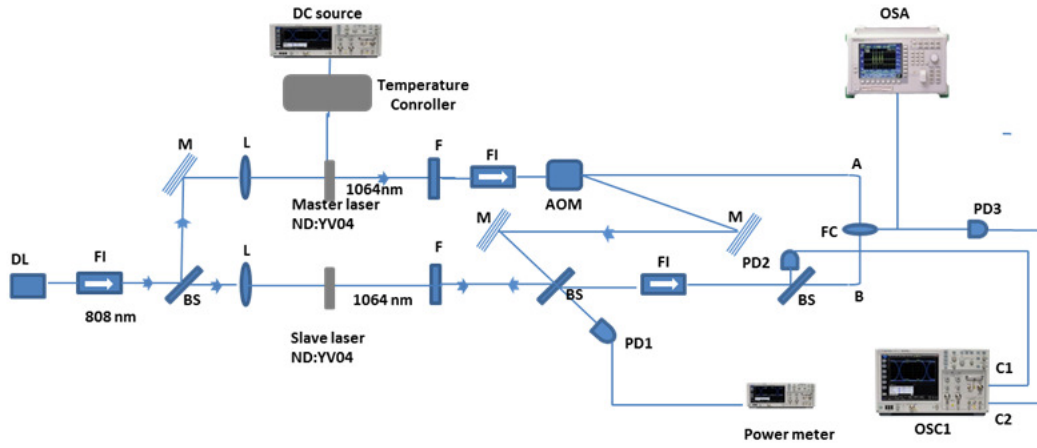 DC source
OSA
Temperature
Conroller
M
L
F
FI
1064nm
AOM
A
Master laser
ND:YV04
M
M
FC
PD3
DL
FI
L
F
PD2
FI
808 nm
BS
1064 nm
BS
BS
B
Slave laser
ND:YV04
PD1
C1
C2
Power meter
OSC1